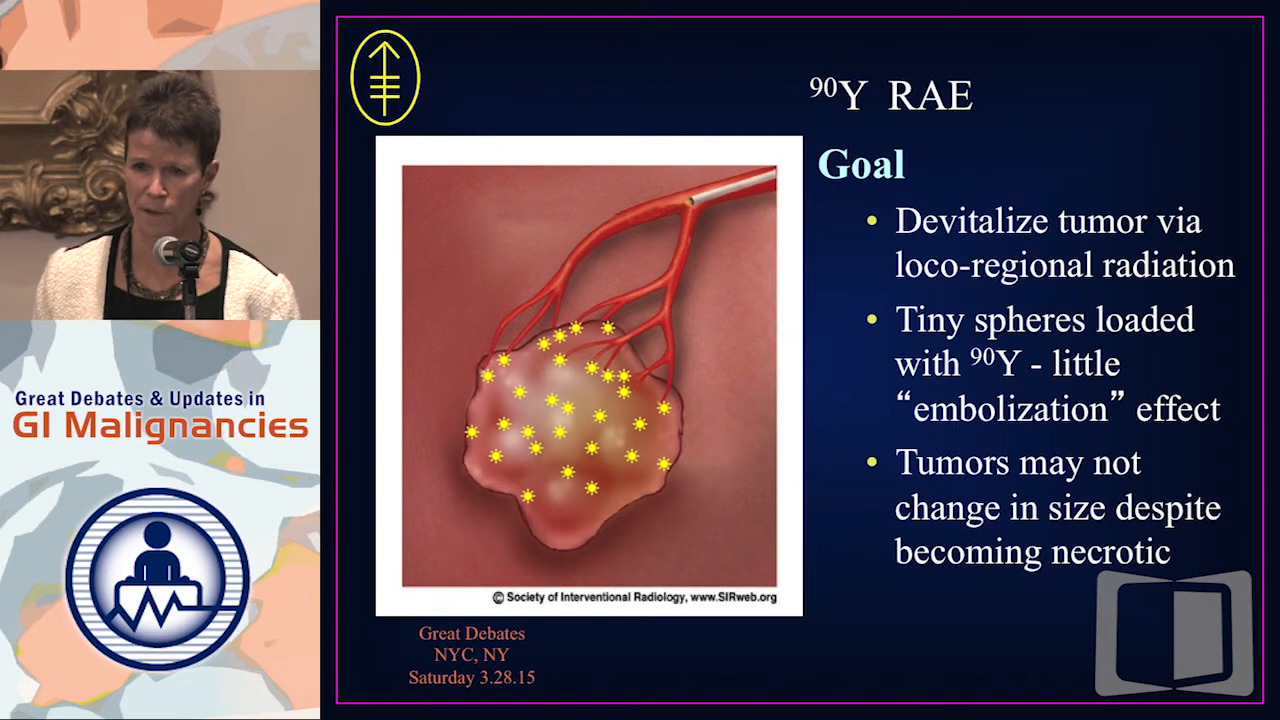 Great Debates & Updates in
GI Malignancies
⁹⁰Y RAE
Goal
• Devitalize tumor via
loco-regional radiation
• Tiny spheres loaded
with ⁹⁰Y - little
“embolization” effect
• Tumors may not
change in size despite
becoming necrotic
© Society of Interventional Radiology, www.SIRweb.org
Great Debates
NYC, NY
Saturday 3.28.15